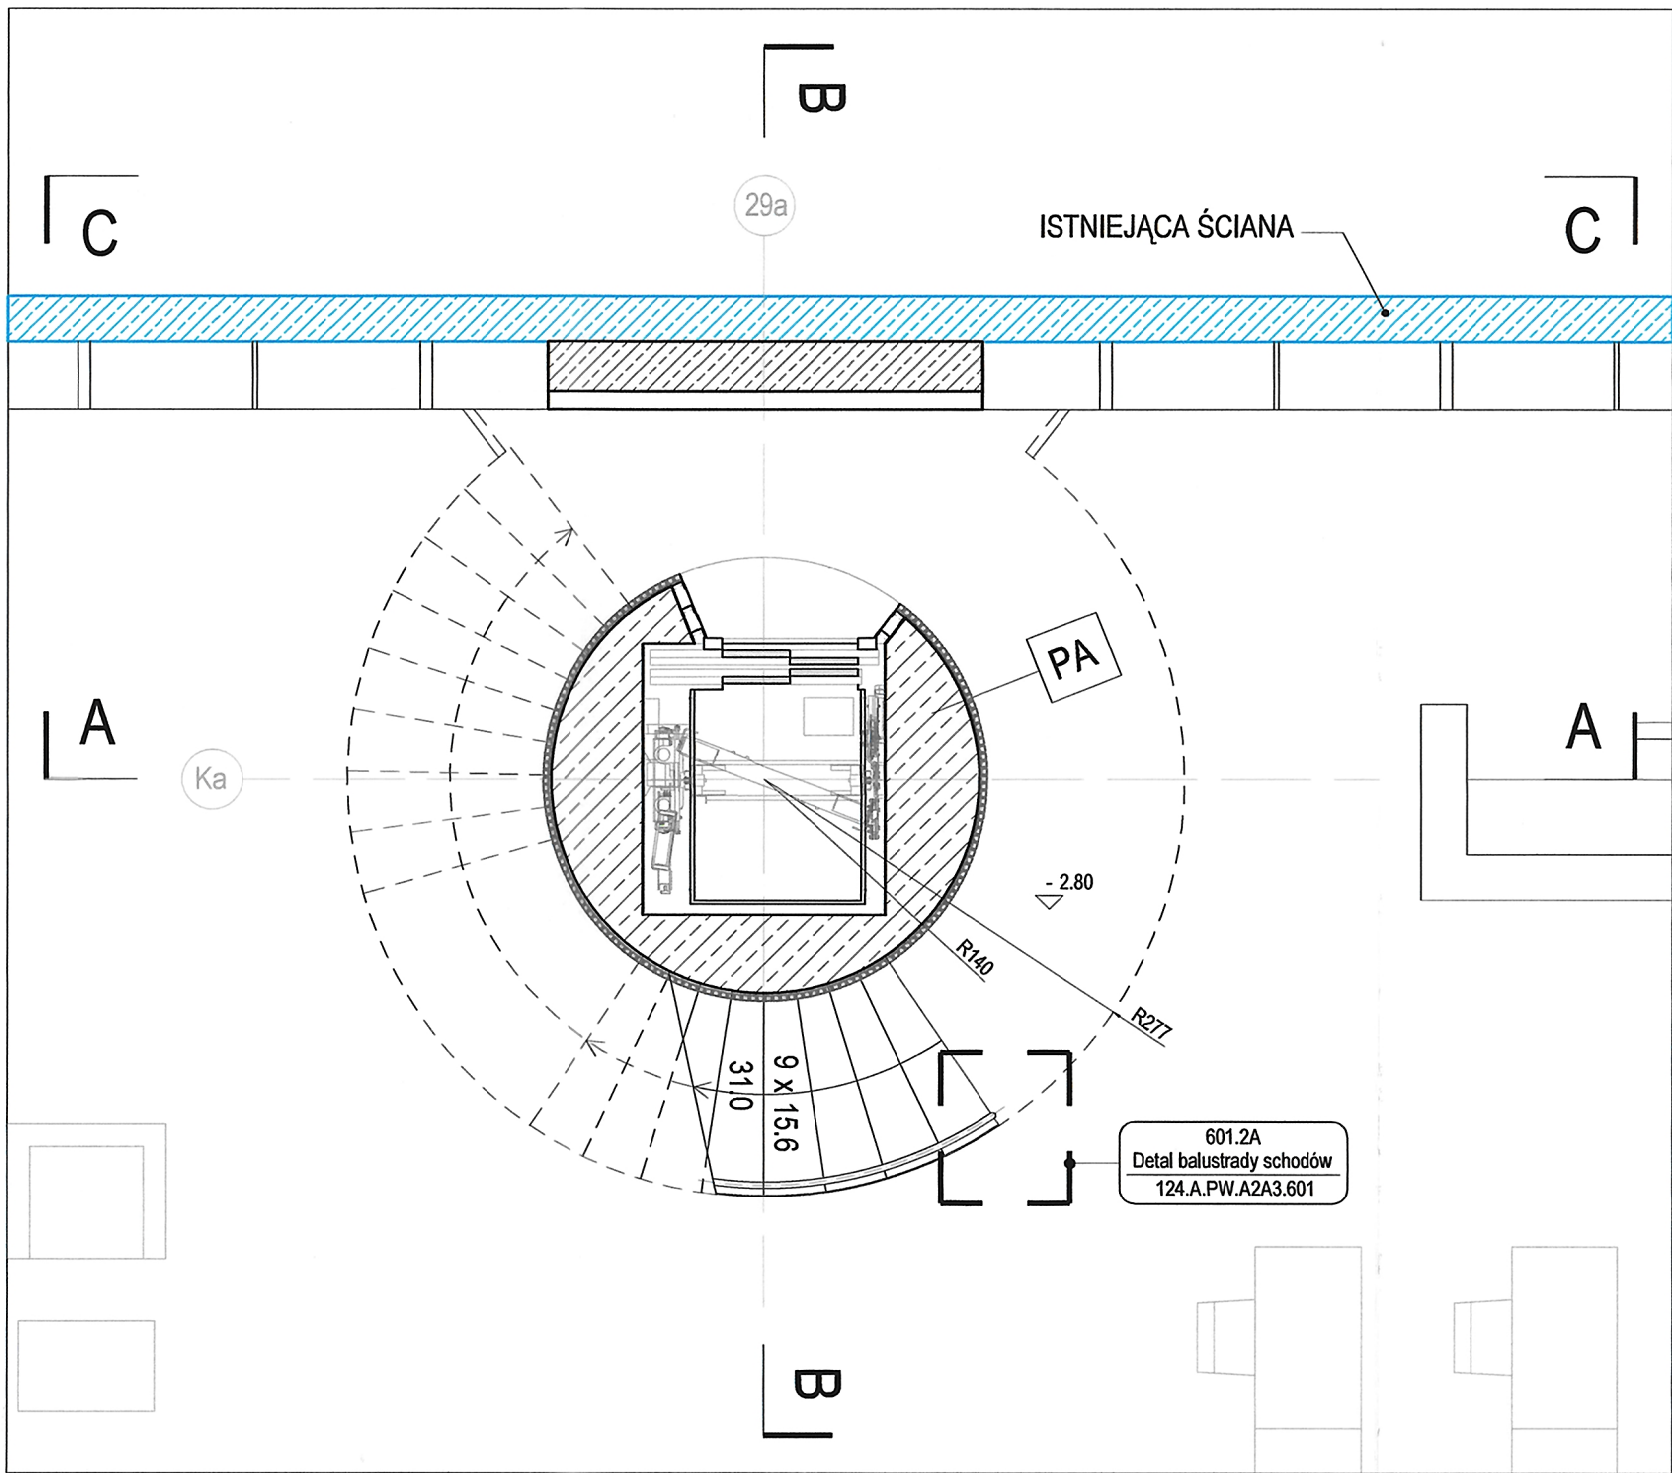 B
29a
C
C
ISTNIEJĄCA ŚCIANA
PA
A
A
Ka
- 2.80
R140
R277
9 x 15.6
31.0
601.2A
Detal balustrady schodów
124.A.PW.A2A3.601
B